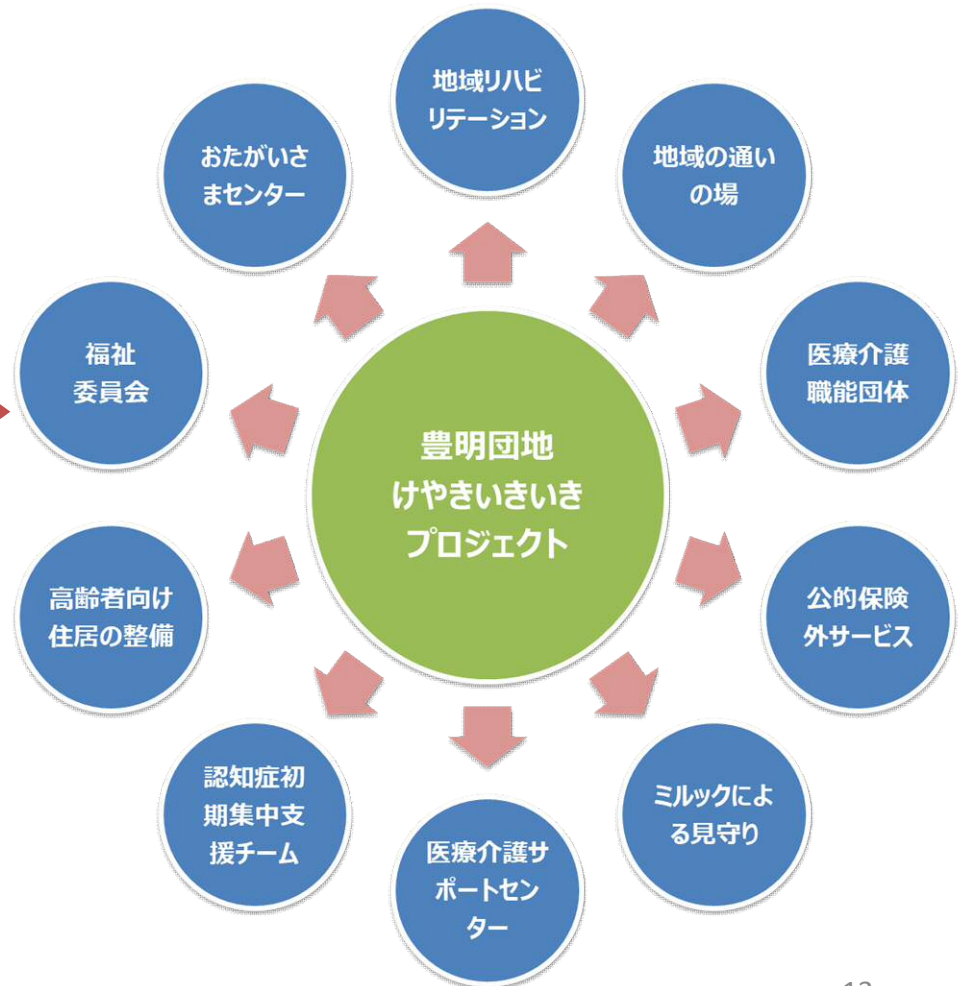 地域リハビ
リテーション
地域の通い
の場
医療介護
職能団体
公的保険
外サービス
ミルックによ
る見守り
医療介護サ
ポートセン
ター
認知症初
期集中支
援チーム
高齢者向け
住居の整備
福祉
委員会
おたがいさ
まセンター
豊明団地
けやきいきいき
プロジェクト